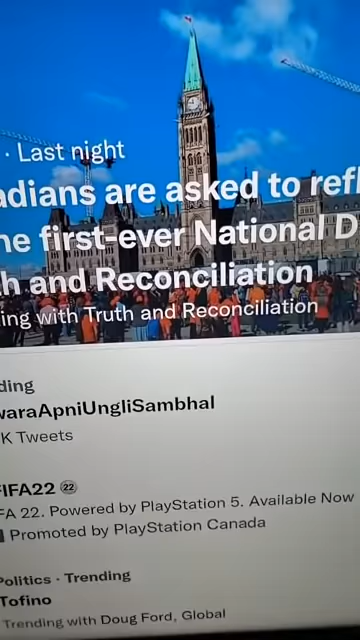 · Last night
adians are asked to refl
he first-ever National D
h and Reconciliation
ing with Truth and Reconciliation
ding
waraApniUngliSambhal
K Tweets
FIFA22 22
FA 22. Powered by PlayStation 5. Available Now
Promoted by PlayStation Canada
Politics · Trending
Tofino
Trending with Doug Ford, Global